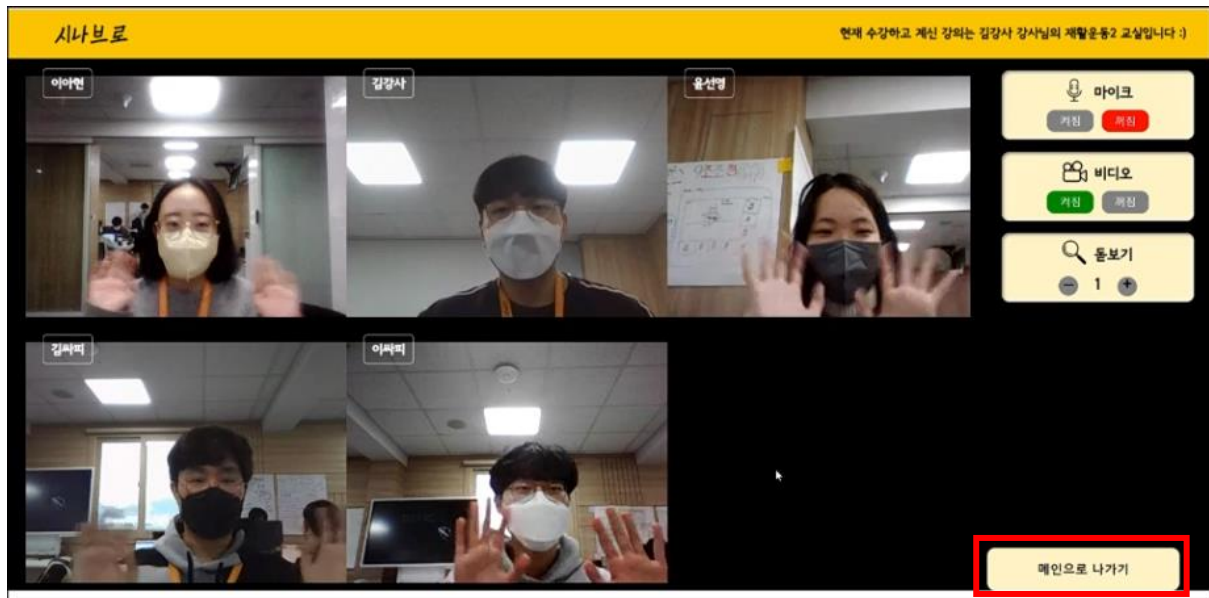 시나브로
현재 수강하고 계신 강의는 김강사 강사님의 재활운동2 교실입니다 :)
이아현
김강사
윤선영
마이크
켜짐 꺼짐
비디오
켜짐 꺼짐
돋보기
− 1 +
김싸피
이싸피
메인으로 나가기